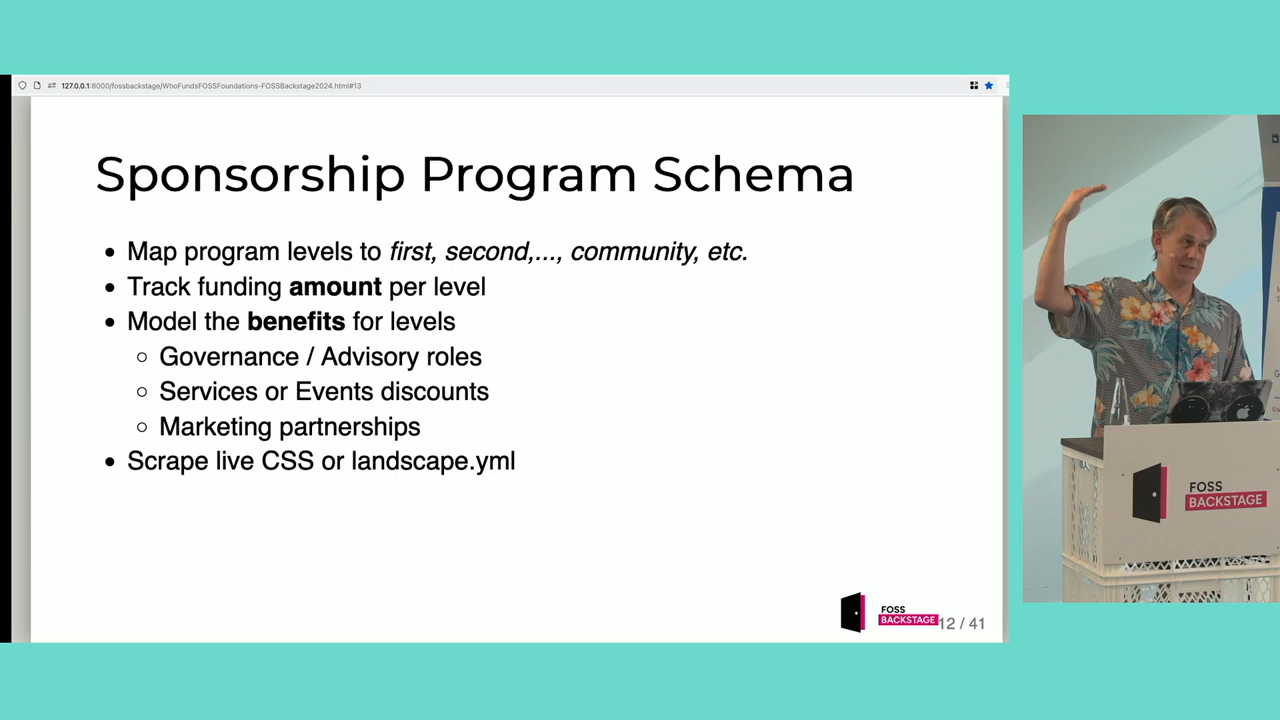 127.0.0.1:8000/fossbackstage/WhoFundsFOSSFoundations-FOSSBackstage2024.html#13
Sponsorship Program Schema
• Map program levels to first, second,..., community, etc.
• Track funding amount per level
• Model the benefits for levels
○ Governance / Advisory roles
○ Services or Events discounts
○ Marketing partnerships
• Scrape live CSS or landscape.yml
FOSS
BACKSTAGE
12 / 41
FOSS
BACKSTAGE